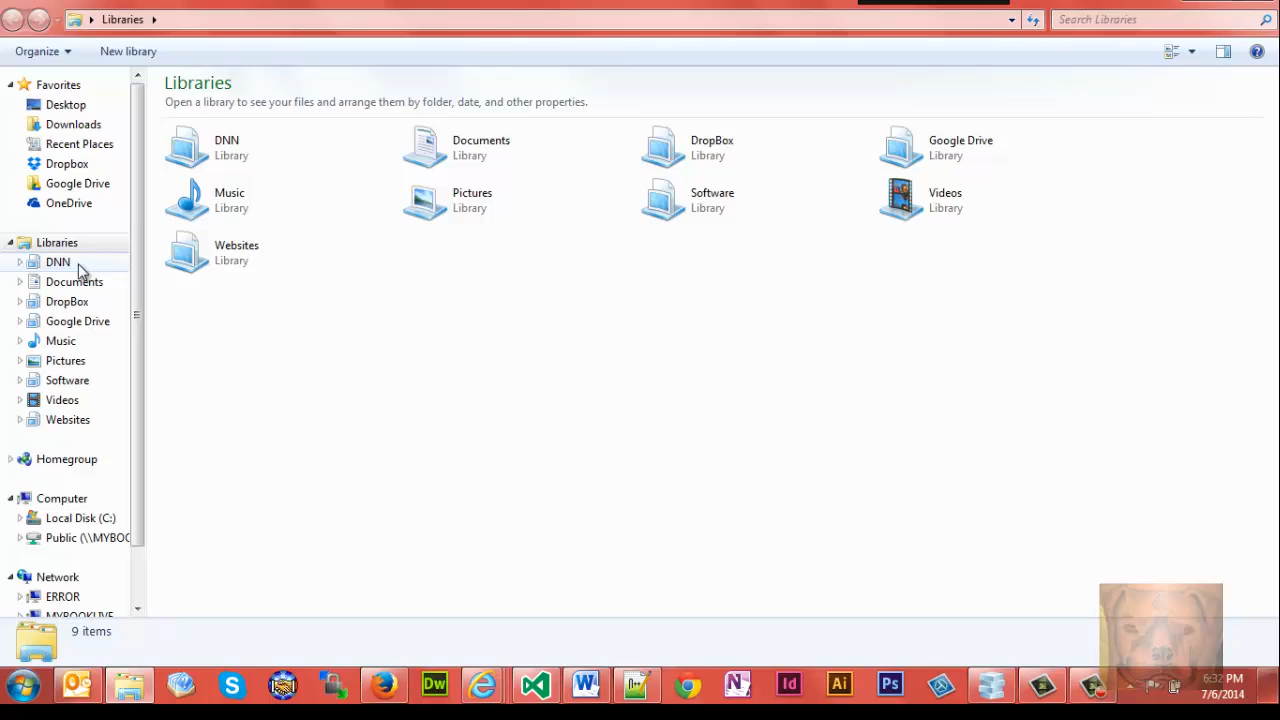 Libraries
Search Libraries
Organize
New library
Favorites
Desktop
Downloads
Recent Places
Dropbox
Google Drive
OneDrive
Libraries
DNN
Documents
DropBox
Google Drive
Music
Pictures
Software
Videos
Websites
Homegroup
Computer
Local Disk (C:)
Public (\\MYBOO
Network
ERROR
MYBOOKLIVE
Libraries
Open a library to see your files and arrange them by folder, date, and other properties.
DNN
Library
Documents
Library
DropBox
Library
Google Drive
Library
Music
Library
Pictures
Library
Software
Library
Videos
Library
Websites
Library
9 items
Dw
Id
Ai
Ps
6:32 PM
7/6/2014